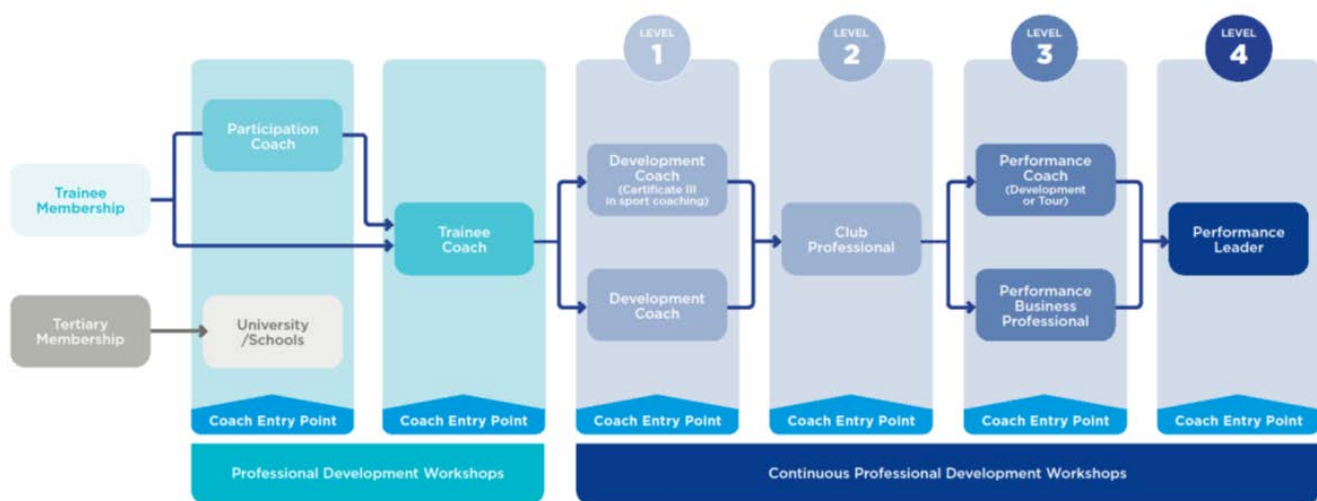 LEVEL
1
LEVEL
2
LEVEL
3
LEVEL
4
Trainee
Membership
Participation
Coach
Trainee
Coach
Development
Coach
(Certificate III
in sport coaching)
Development
Coach
Club
Professional
Performance
Coach
(Development
or Tour)
Performance
Business
Professional
Performance
Leader
Tertiary
Membership
University
/Schools
Coach Entry Point
Coach Entry Point
Coach Entry Point
Coach Entry Point
Coach Entry Point
Coach Entry Point
Professional Development Workshops
Continuous Professional Development Workshops